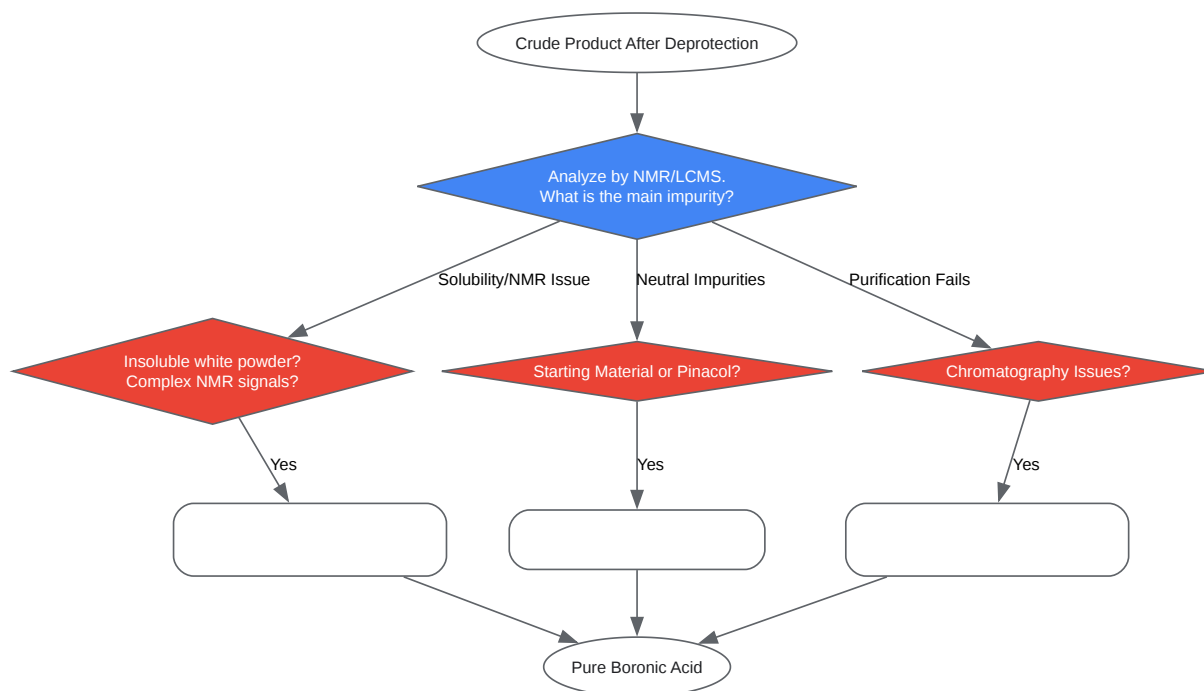 Crude Product After Deprotection
Analyze by NMR/LCMS.
What is the main impurity?
Solubility/NMR Issue
Neutral Impurities
Purification Fails
Insoluble white powder?
Complex NMR signals?
Starting Material or Pinacol?
Chromatography Issues?
Yes
Yes
Yes
Pure Boronic Acid